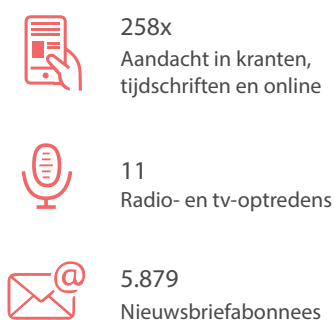 258x
Aandacht in kranten,
tijdschriften en online
11
Radio- en tv-optredens
@
5.879
Nieuwsbriefabonnees